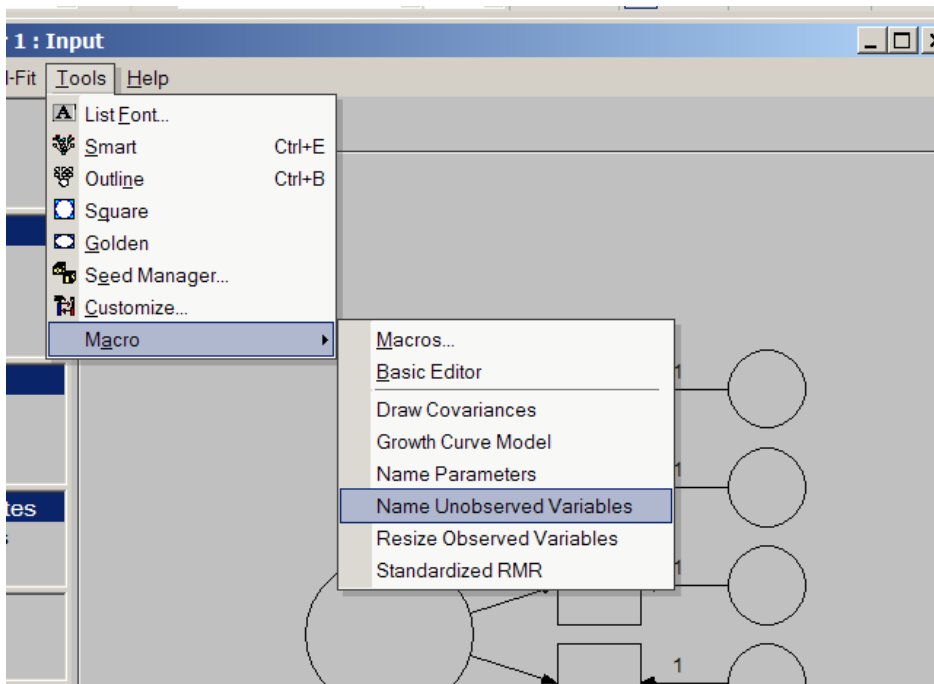 1 : Input
l-Fit Tools Help
List Font...
Smart Ctrl+E
Outline Ctrl+B
Square
Golden
Seed Manager...
Customize...
Macro
Macros...
Basic Editor
Draw Covariances
Growth Curve Model
Name Parameters
Name Unobserved Variables
Resize Observed Variables
Standardized RMR
1
1
1
1
tes